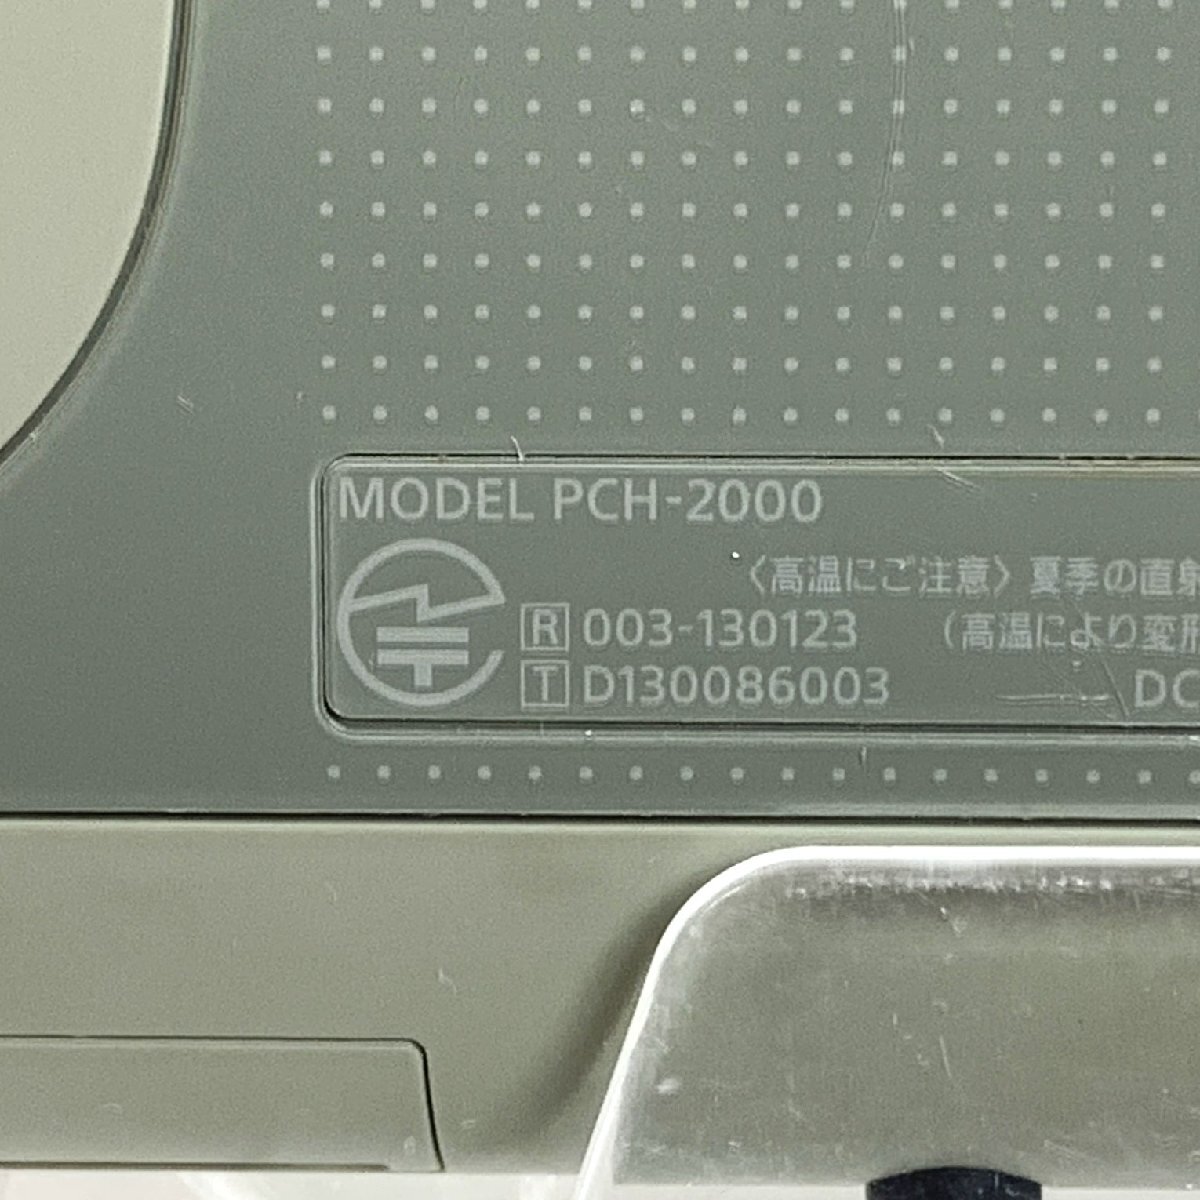 MODEL PCH-2000
〈高温にご注意〉夏季の直射
R 003-130123 (高温により変形
T D130086003 DC